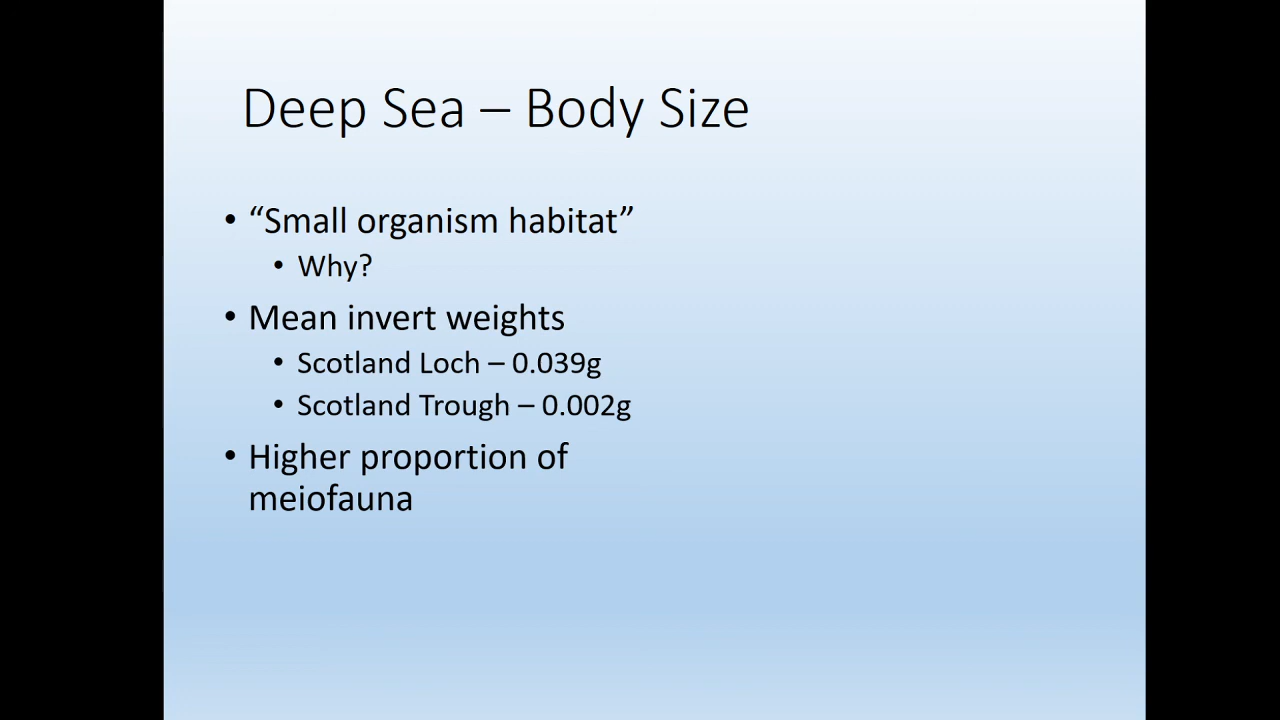 Deep Sea – Body Size
• “Small organism habitat”
• Why?
• Mean invert weights
• Scotland Loch – 0.039g
• Scotland Trough – 0.002g
• Higher proportion of
meiofauna